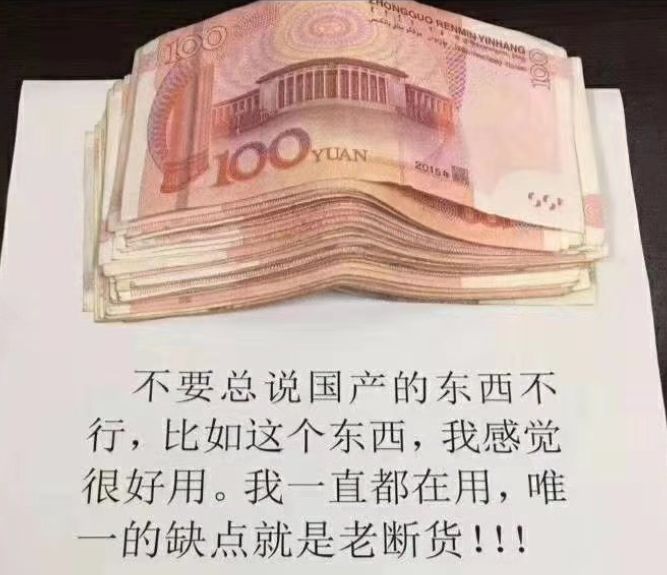 100
ZHONGGUO RENMIN YINHANG
100
100 YUAN
2015年
不要总说国产的东西不
行，比如这个东西，我感觉
很好用。我一直都在用，唯
一的缺点就是老断货！！！